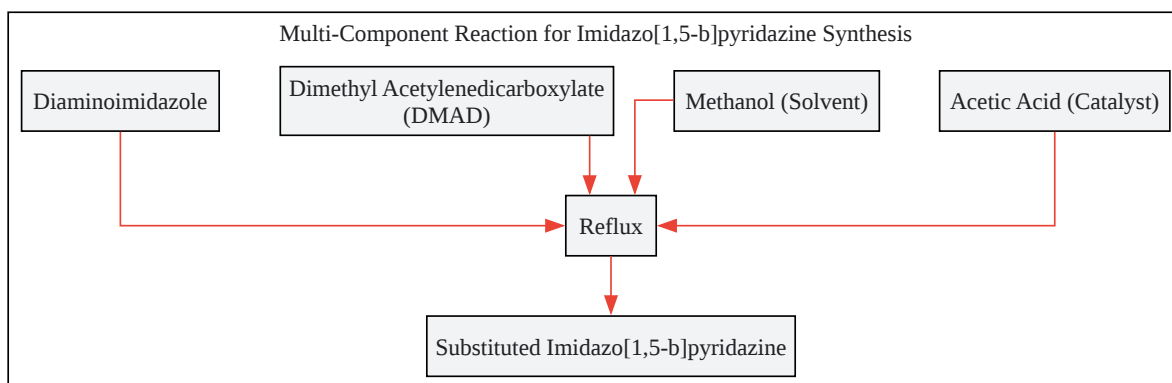 Multi-Component Reaction for Imidazo[1,5-b]pyridazine Synthesis
Diaminoimidazole
Dimethyl Acetylenedicarboxylate
(DMAD)
Methanol (Solvent)
Acetic Acid (Catalyst)
Reflux
Substituted Imidazo[1,5-b]pyridazine